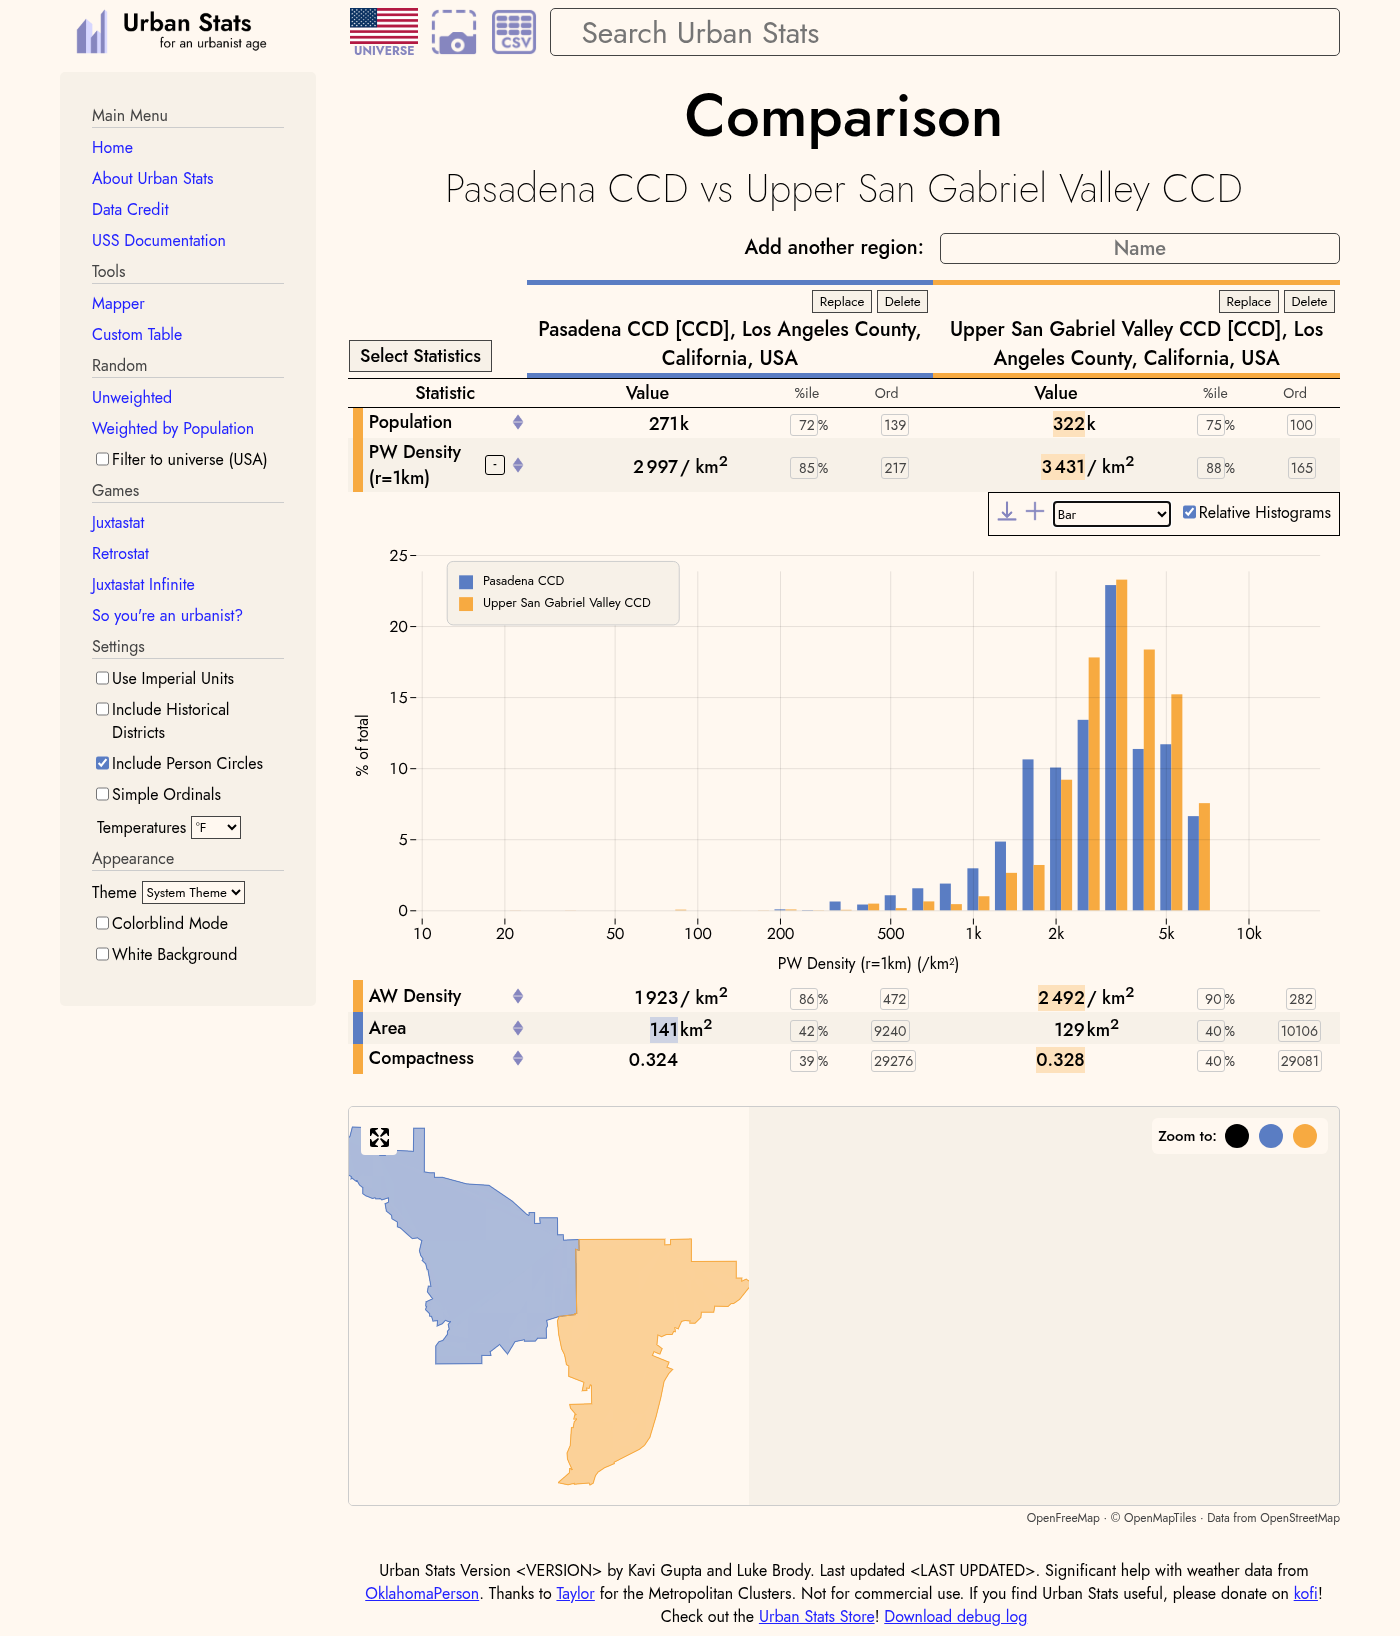 Urban Stats
for an urbanist age
UNIVERSE
CSV
Search Urban Stats
Main Menu
Home
About Urban Stats
Data Credit
USS Documentation
Tools
Mapper
Custom Table
Random
Unweighted
Weighted by Population
Filter to universe (USA)
Games
Juxtastat
Retrostat
Juxtastat Infinite
So you're an urbanist?
Settings
Use Imperial Units
Include Historical
Districts
Include Person Circles
Simple Ordinals
Temperatures °F
Appearance
Theme System Theme
Colorblind Mode
White Background
Comparison
Pasadena CCD vs Upper San Gabriel Valley CCD
Add another region: Name
Replace Delete Replace Delete
Pasadena CCD [CCD], Los Angeles County, California, USA
Upper San Gabriel Valley CCD [CCD], Los Angeles County, California, USA
Select Statistics
Statistic Value %ile Ord Value %ile Ord
Population 271k 72% 139 322k 75% 100
PW Density (r=1km) - 2 997 / km² 85% 217 3 431 / km² 88% 165
Bar Relative Histograms
25
20
15
10
5
0
% of total
Pasadena CCD
Upper San Gabriel Valley CCD
10 20 50 100 200 500 1k 2k 5k 10k
PW Density (r=1km) (/km²)
AW Density 1 923 / km² 86% 472 2 492 / km² 90% 282
Area 141 km² 42% 9240 129 km² 40% 10106
Compactness 0.324 39% 29276 0.328 40% 29081
Zoom to:
OpenFreeMap · © OpenMapTiles · Data from OpenStreetMap
Urban Stats Version <VERSION> by Kavi Gupta and Luke Brody. Last updated <LAST UPDATED>. Significant help with weather data from
OklahomaPerson. Thanks to Taylor for the Metropolitan Clusters. Not for commercial use. If you find Urban Stats useful, please donate on kofi!
Check out the Urban Stats Store! Download debug log